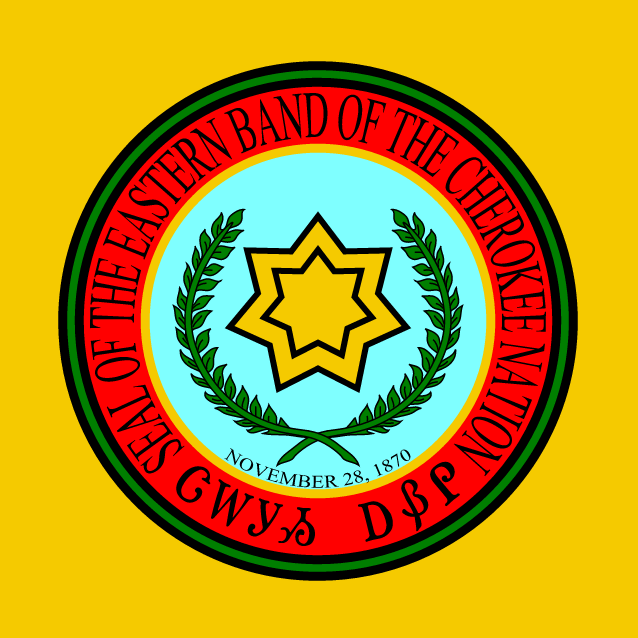 SEAL OF THE EASTERN BAND OF THE CHEROKEE NATION
NOVEMBER 28, 1870
ᏣᎳᎩᏱ ᎠᏰᎵ